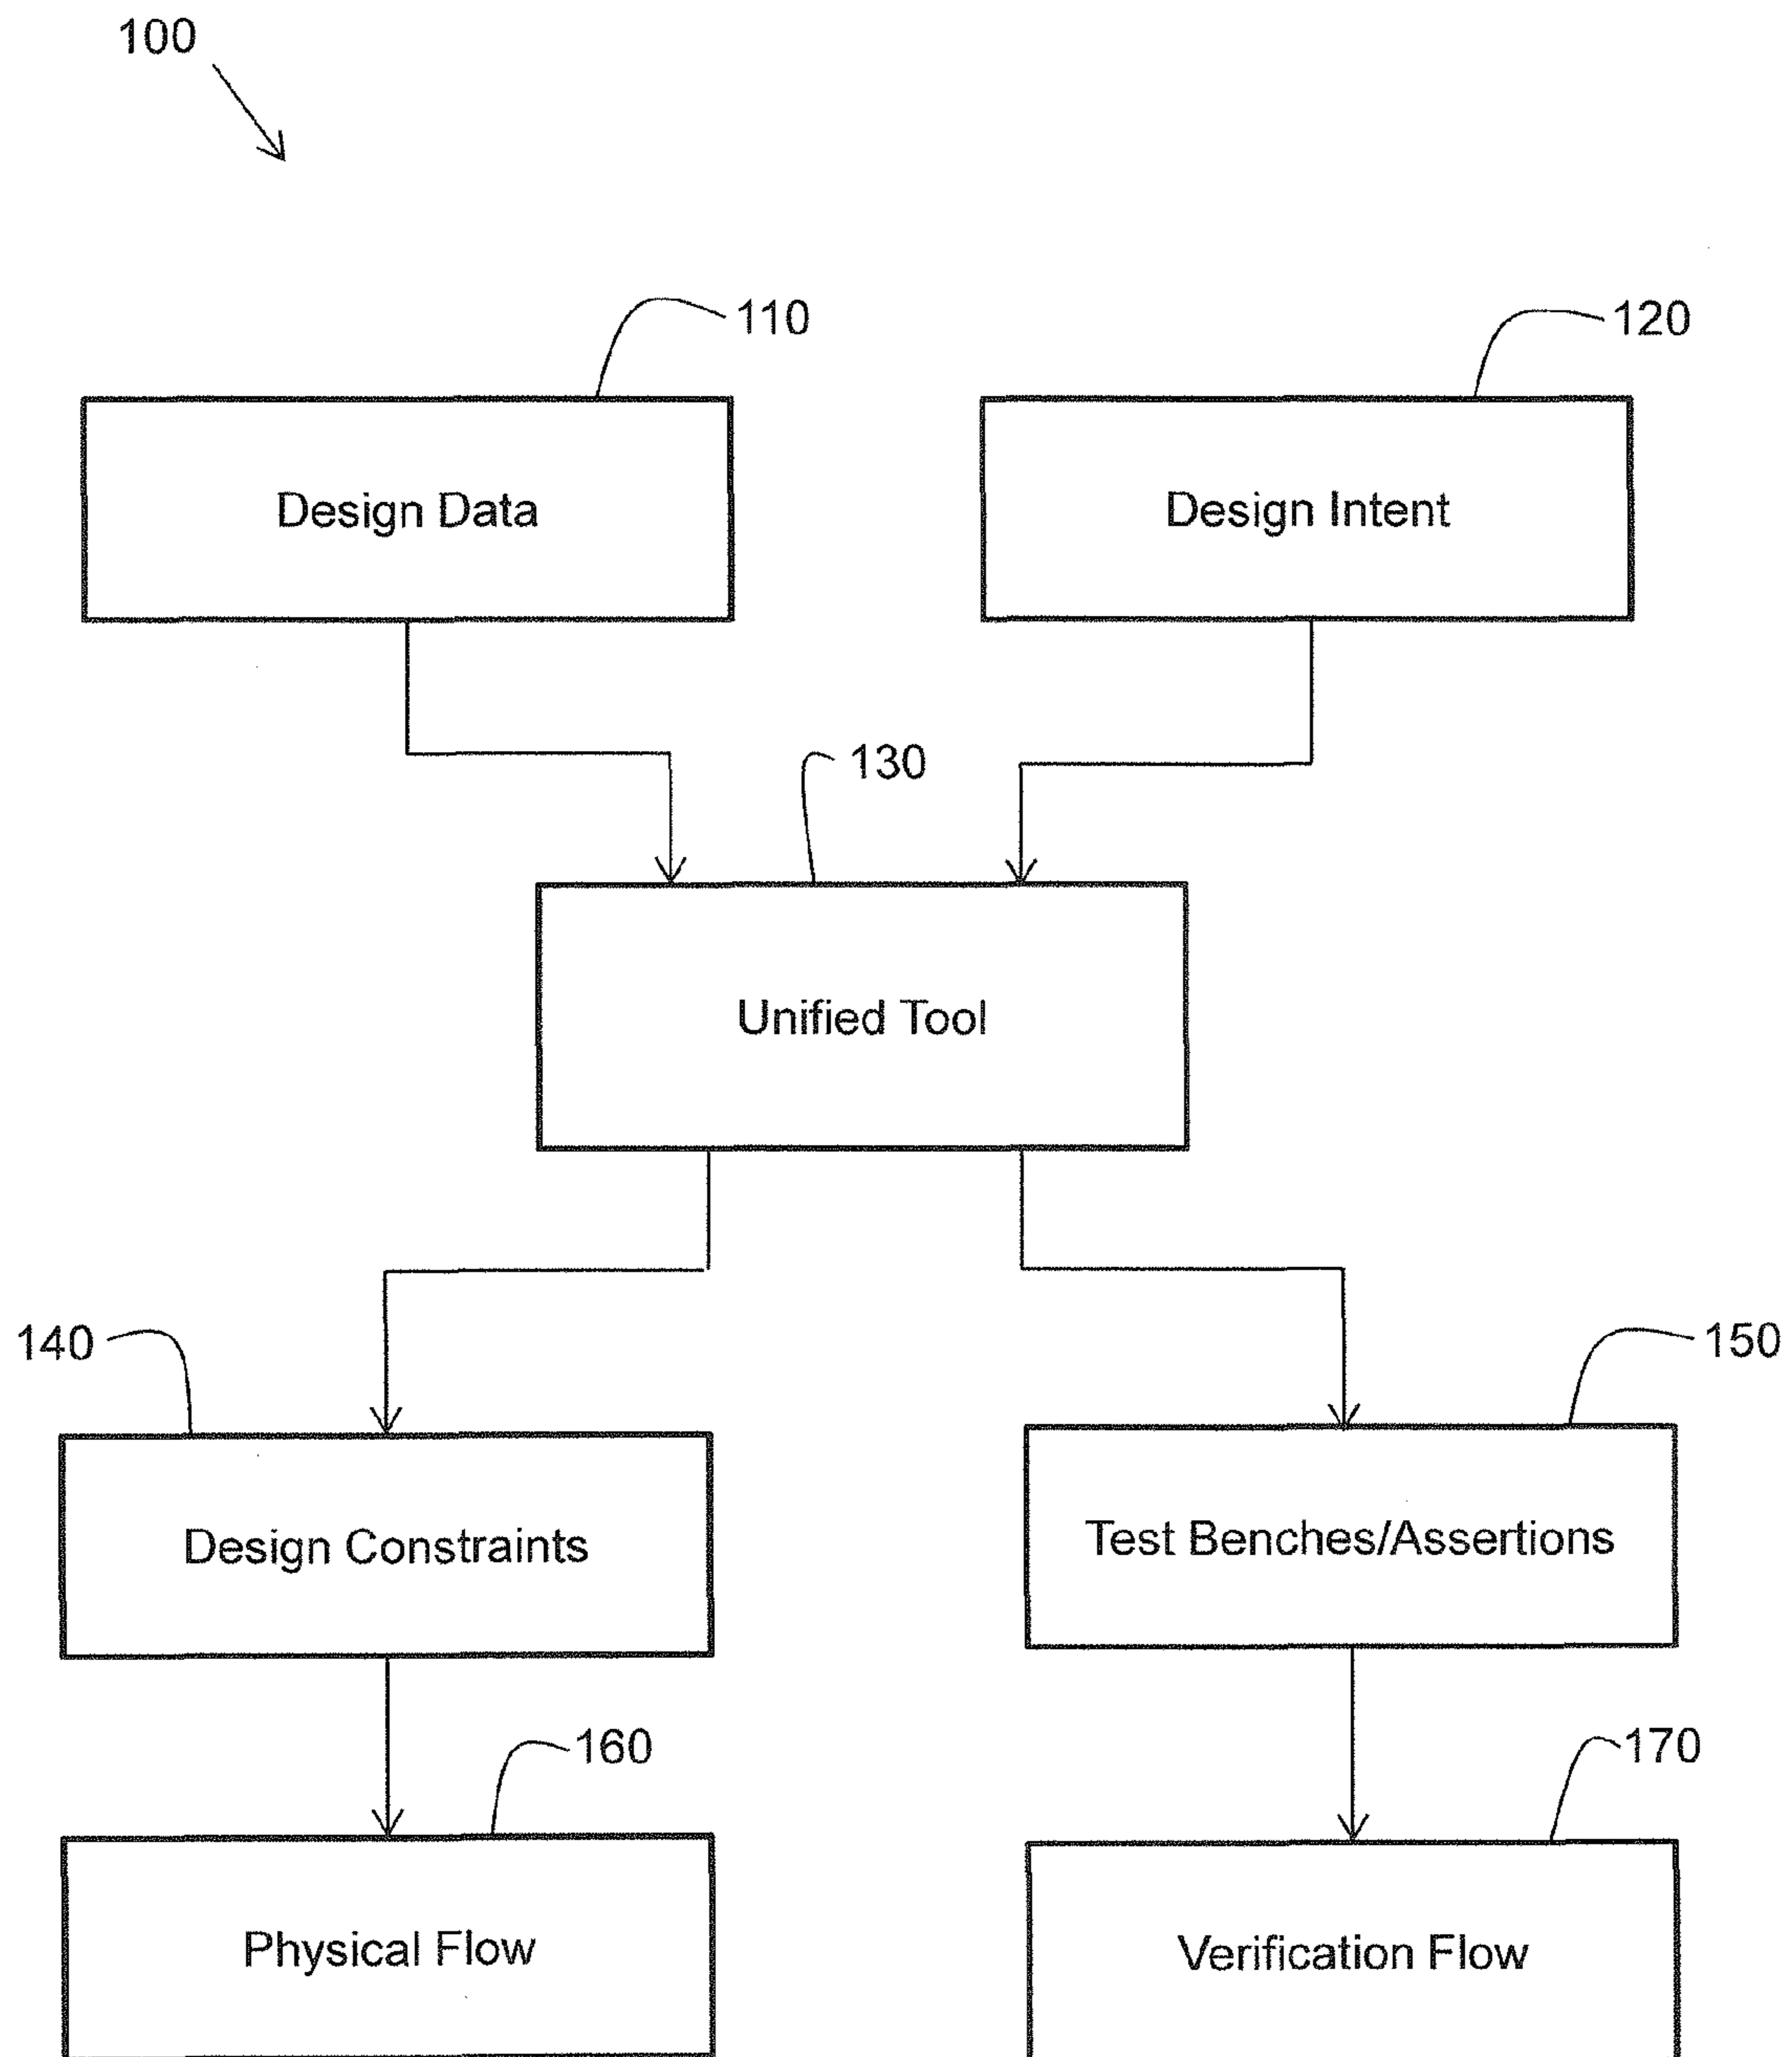 100
110
120
Design Data
Design Intent
130
Unified Tool
140
150
Design Constraints
Test Benches/Assertions
160
170
Physical Flow
Verification Flow